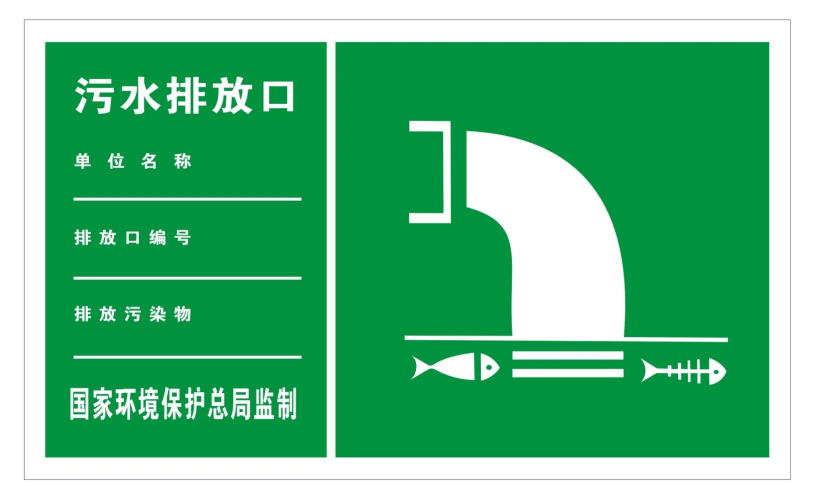 污水排放口
单位名称
排放口编号
排放污染物
国家环境保护总局监制